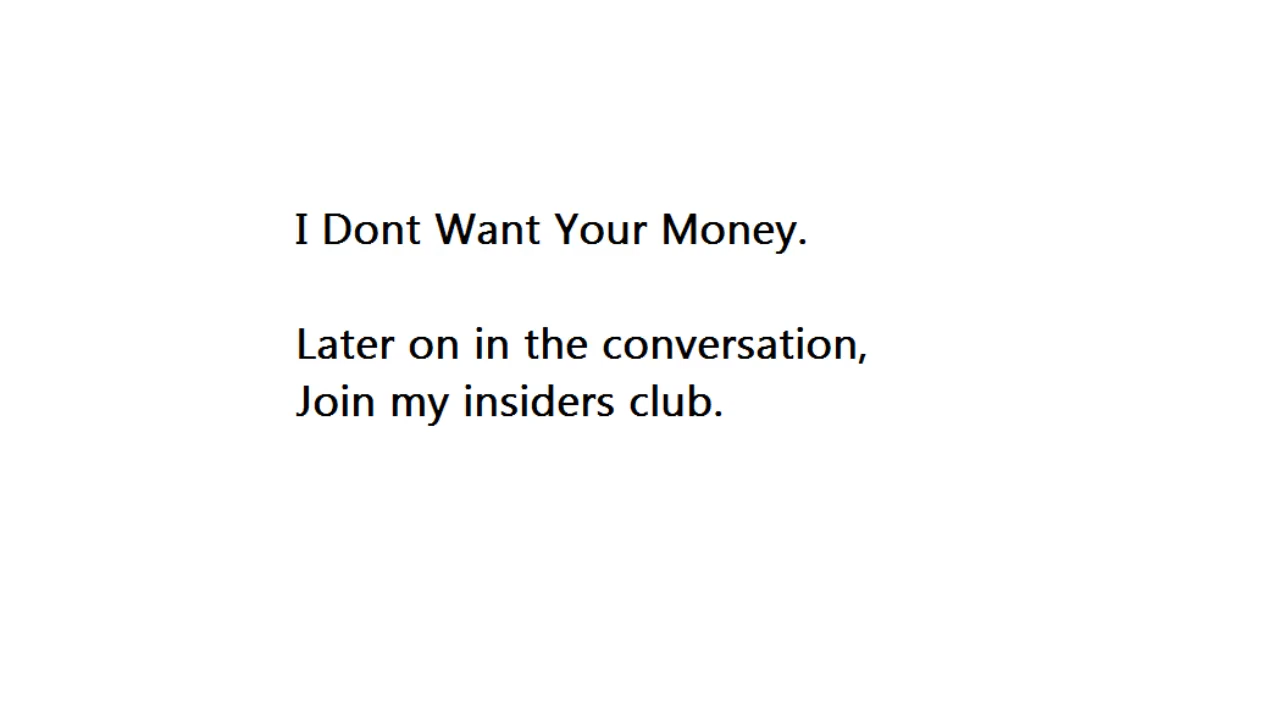 I Dont Want Your Money.
Later on in the conversation,
Join my insiders club.